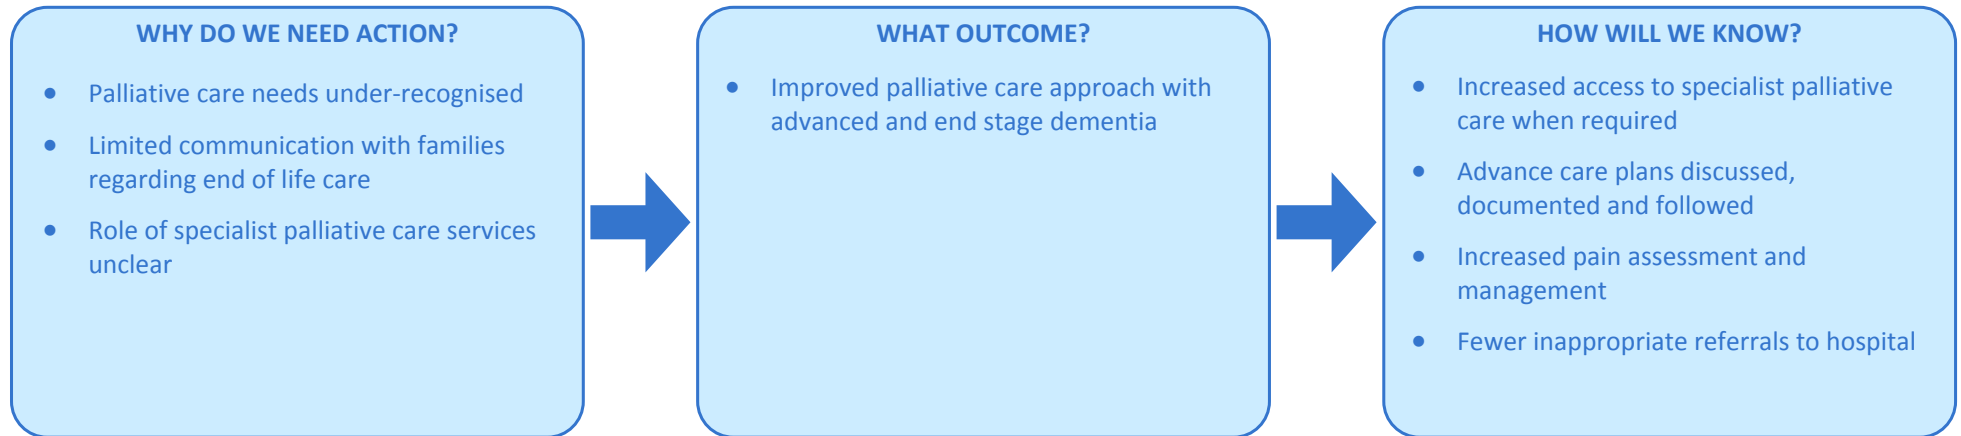 WHY DO WE NEED ACTION?
• Palliative care needs under-recognised
• Limited communication with families
regarding end of life care
• Role of specialist palliative care services
unclear
WHAT OUTCOME?
• Improved palliative care approach with
advanced and end stage dementia
HOW WILL WE KNOW?
• Increased access to specialist palliative
care when required
• Advance care plans discussed,
documented and followed
• Increased pain assessment and
management
• Fewer inappropriate referrals to hospital